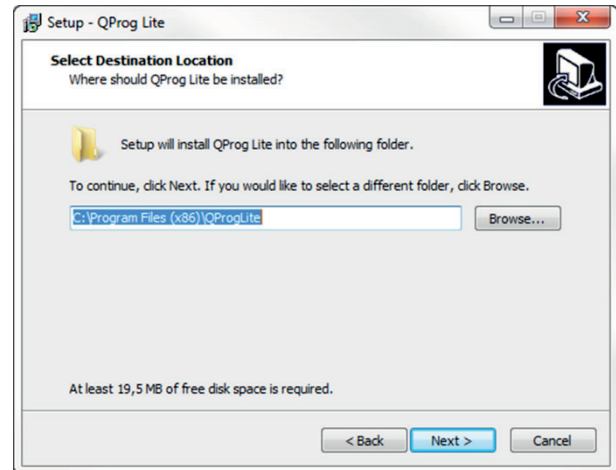 Setup - QProg Lite
Select Destination Location
Where should QProg Lite be installed?
Setup will install QProg Lite into the following folder.
To continue, click Next. If you would like to select a different folder, click Browse.
C:\Program Files (x86)\QProgLite
Browse...
At least 19,5 MB of free disk space is required.
< Back Next > Cancel